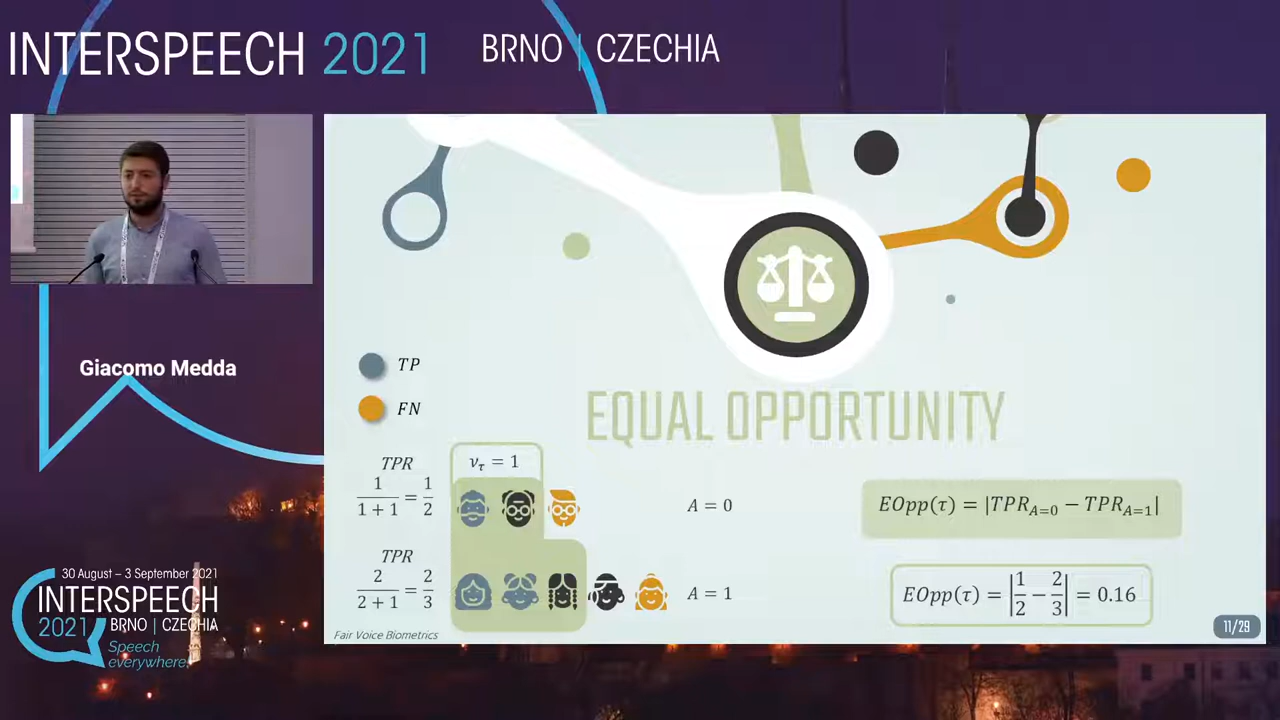 INTERSPEECH 2021
BRNO | CZECHIA
Giacomo Medda
TP
FN
EQUAL OPPORTUNITY
TPR
1/(1+1) = 1/2
ν_τ = 1
A = 0
EOpp(τ) = |TPR_{A=0} − TPR_{A=1}|
TPR
2/(2+1) = 2/3
A = 1
EOpp(τ) = |1/2 − 2/3| = 0.16
Fair Voice Biometrics
11/29
30 August – 3 September 2021
INTERSPEECH
2021 BRNO | CZECHIA
Speech
everywhere!